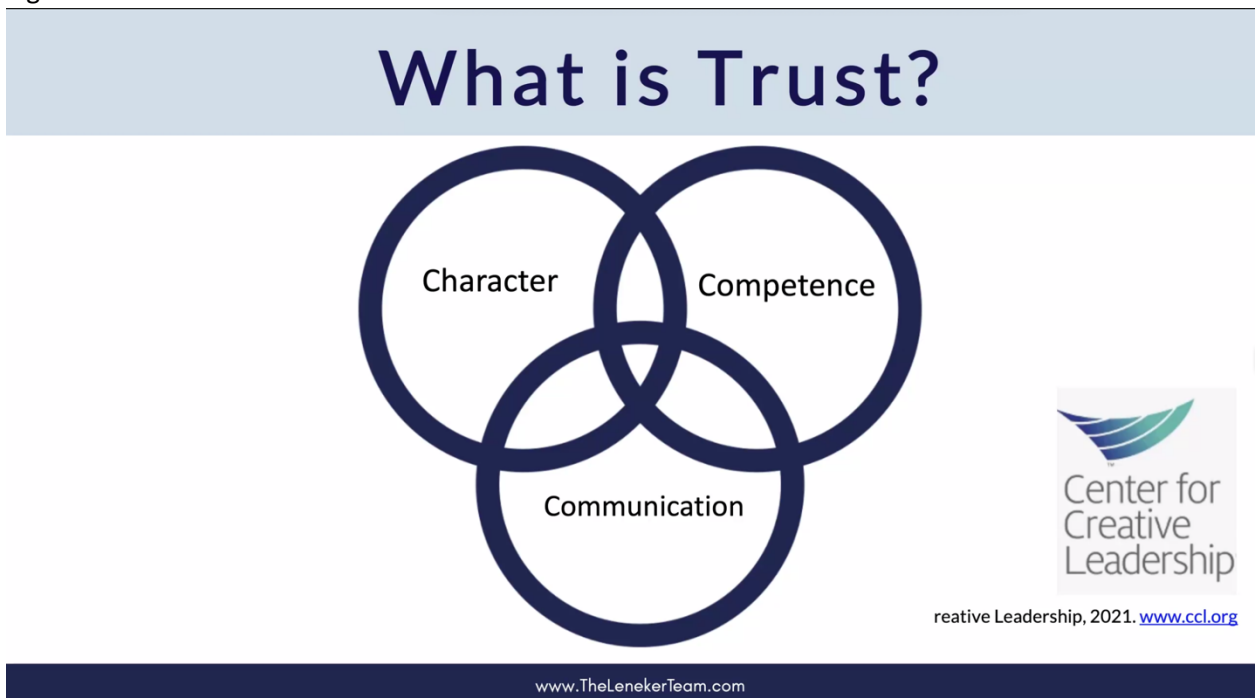 What is Trust?
Character
Competence
Communication
TM
Center for
Creative
Leadership
reative Leadership, 2021. www.ccl.org
www.TheLenekerTeam.com